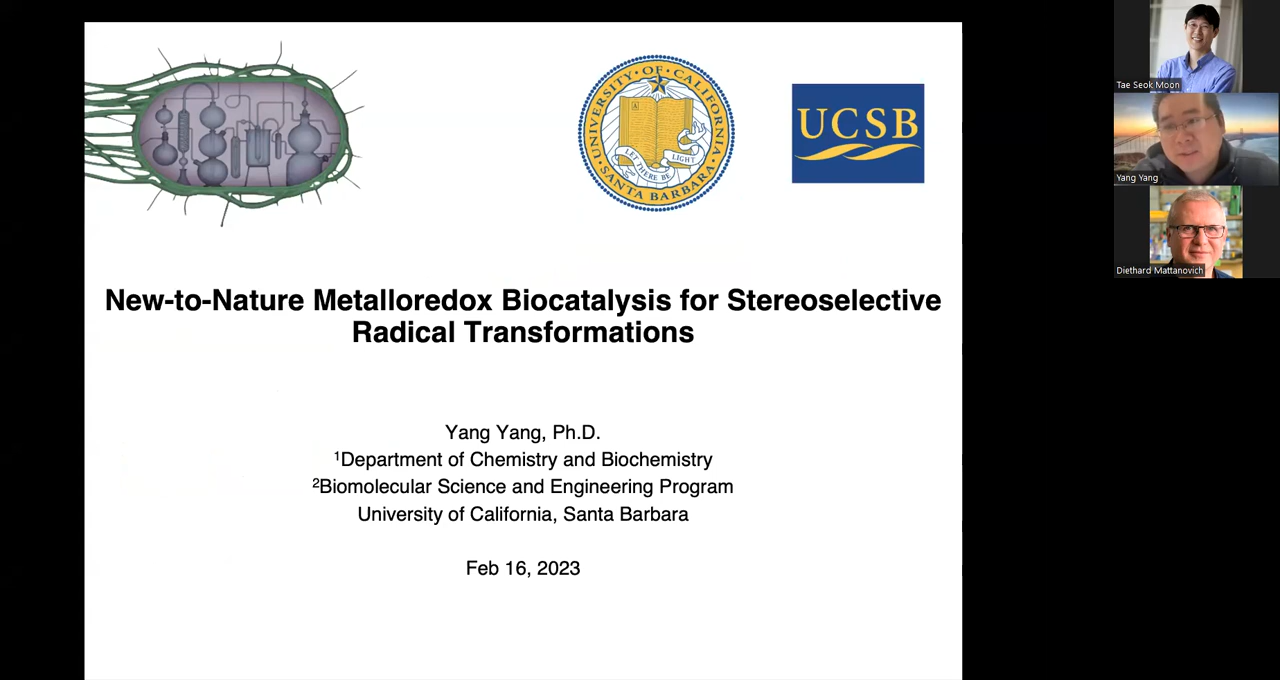 UNIVERSITY OF CALIFORNIA
A
LET THERE BE
LIGHT
SANTA BARBARA
UCSB
New-to-Nature Metalloredox Biocatalysis for Stereoselective
Radical Transformations
Yang Yang, Ph.D.
¹Department of Chemistry and Biochemistry
²Biomolecular Science and Engineering Program
University of California, Santa Barbara
Feb 16, 2023
Tae Seok Moon
Yang Yang
Diethard Mattanovich